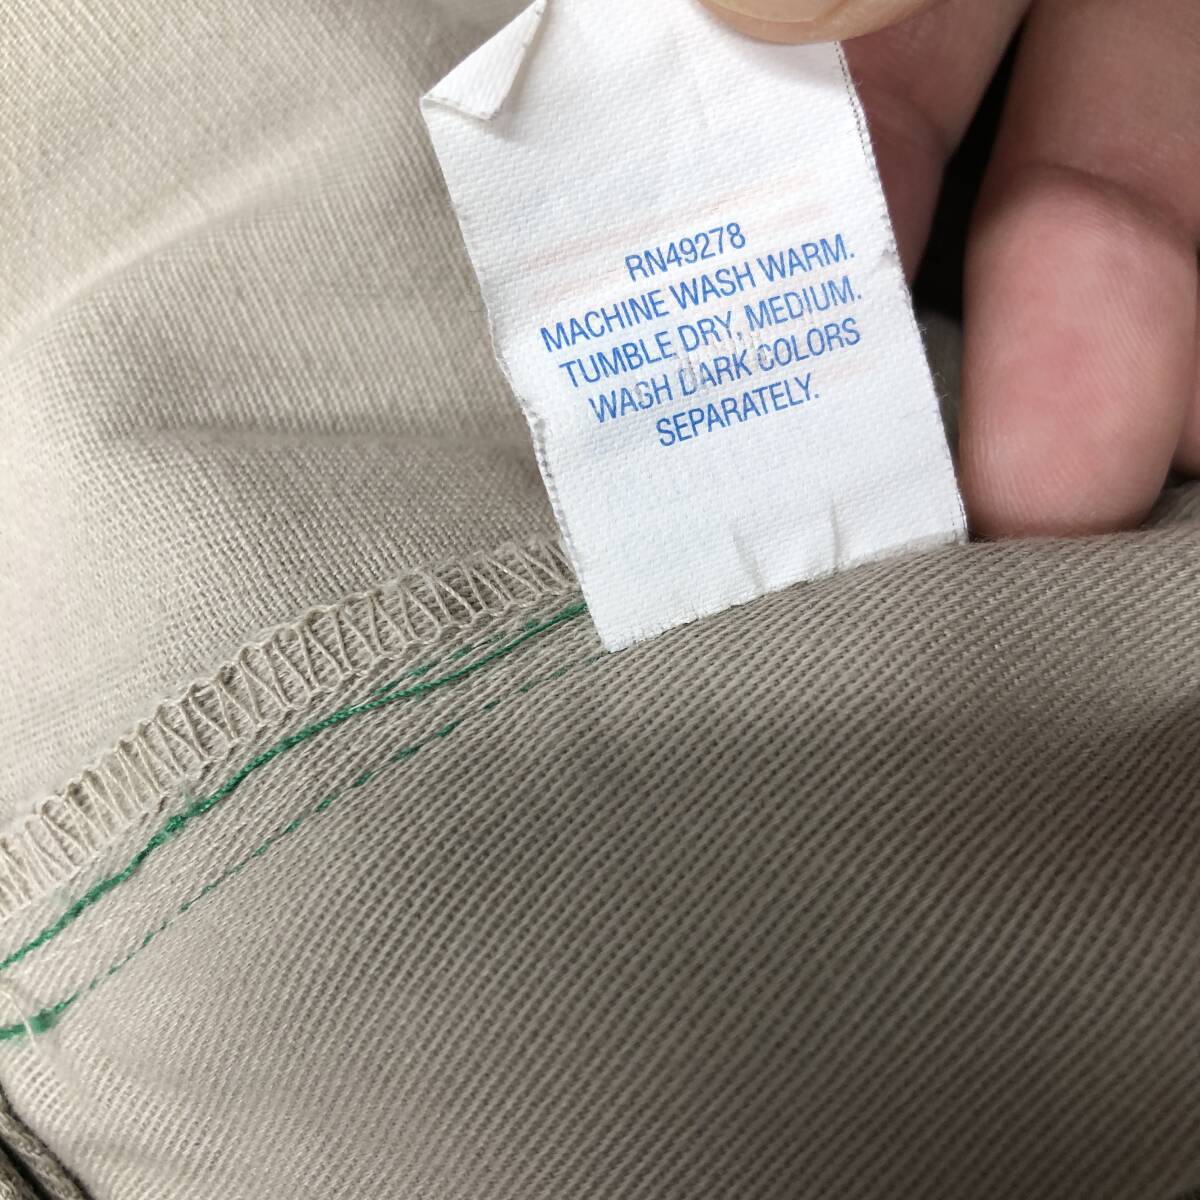 RN49278
MACHINE WASH WARM.
TUMBLE DRY, MEDIUM.
WASH DARK COLORS
SEPARATELY.